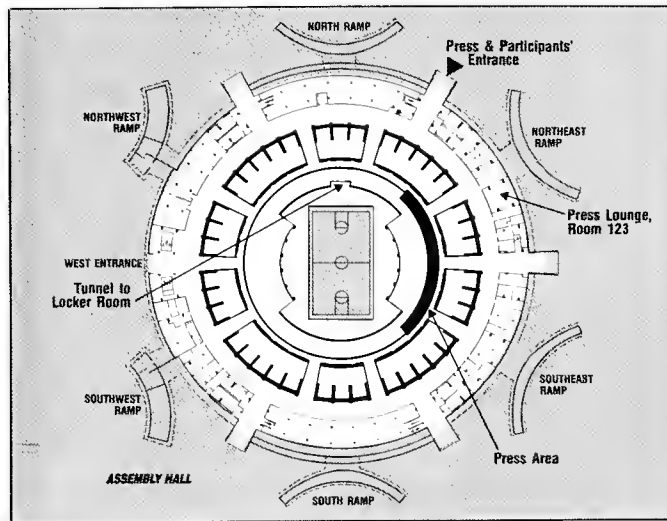 NORTH RAMP
Press & Participants'
Entrance
NORTHWEST
RAMP
NORTHEAST
RAMP
Press Lounge,
Room 123
WEST ENTRANCE
Tunnel to
Locker Room
SOUTHWEST
RAMP
SOUTHEAST
RAMP
Press Area
ASSEMBLY HALL
SOUTH RAMP